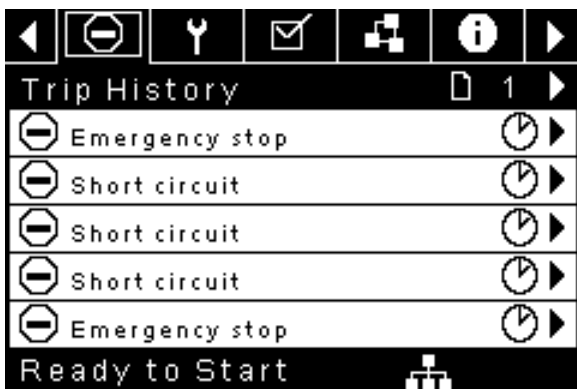 Trip History 1
Emergency stop
Short circuit
Short circuit
Short circuit
Emergency stop
Ready to Start